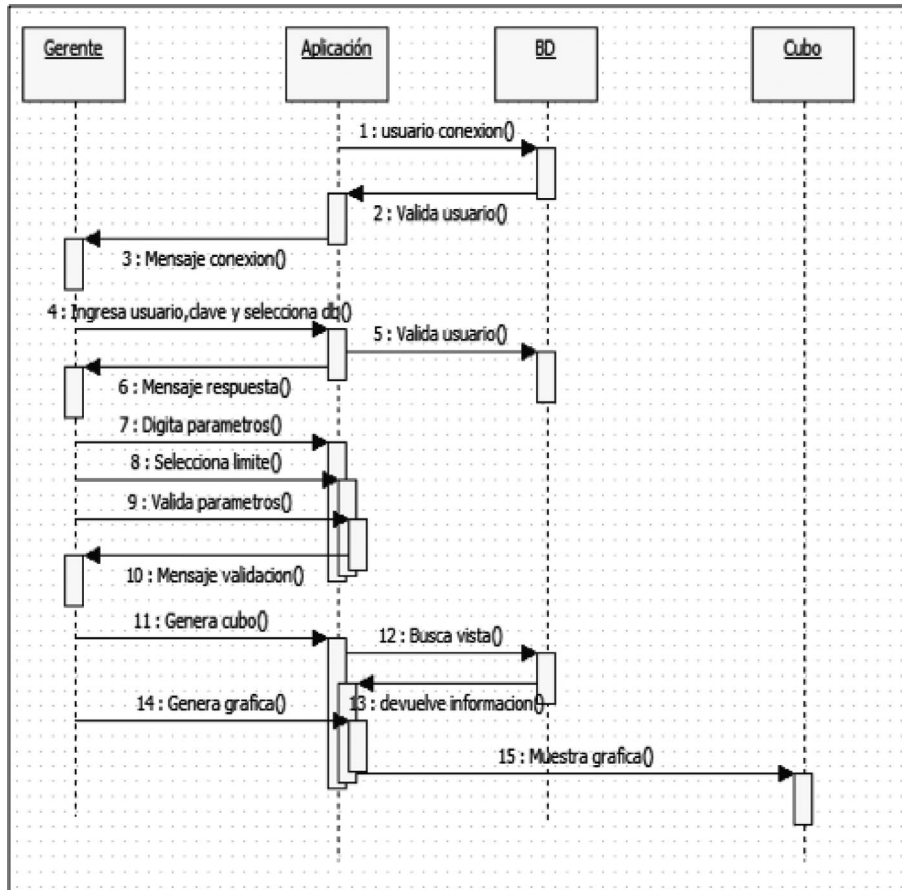 Gerente
Aplicación
BD
Cubo
1 : usuario conexion()
2 : Valida usuario()
3 : Mensaje conexion()
4 : Ingresa usuario,clave y selecciona db()
5 : Valida usuario()
6 : Mensaje respuesta()
7 : Digita parametros()
8 : Selecciona limite()
9 : Valida parametros()
10 : Mensaje validacion()
11 : Genera cubo()
12 : Busca vista()
13 : devuelve informacion()
14 : Genera grafica()
15 : Muestra grafica()